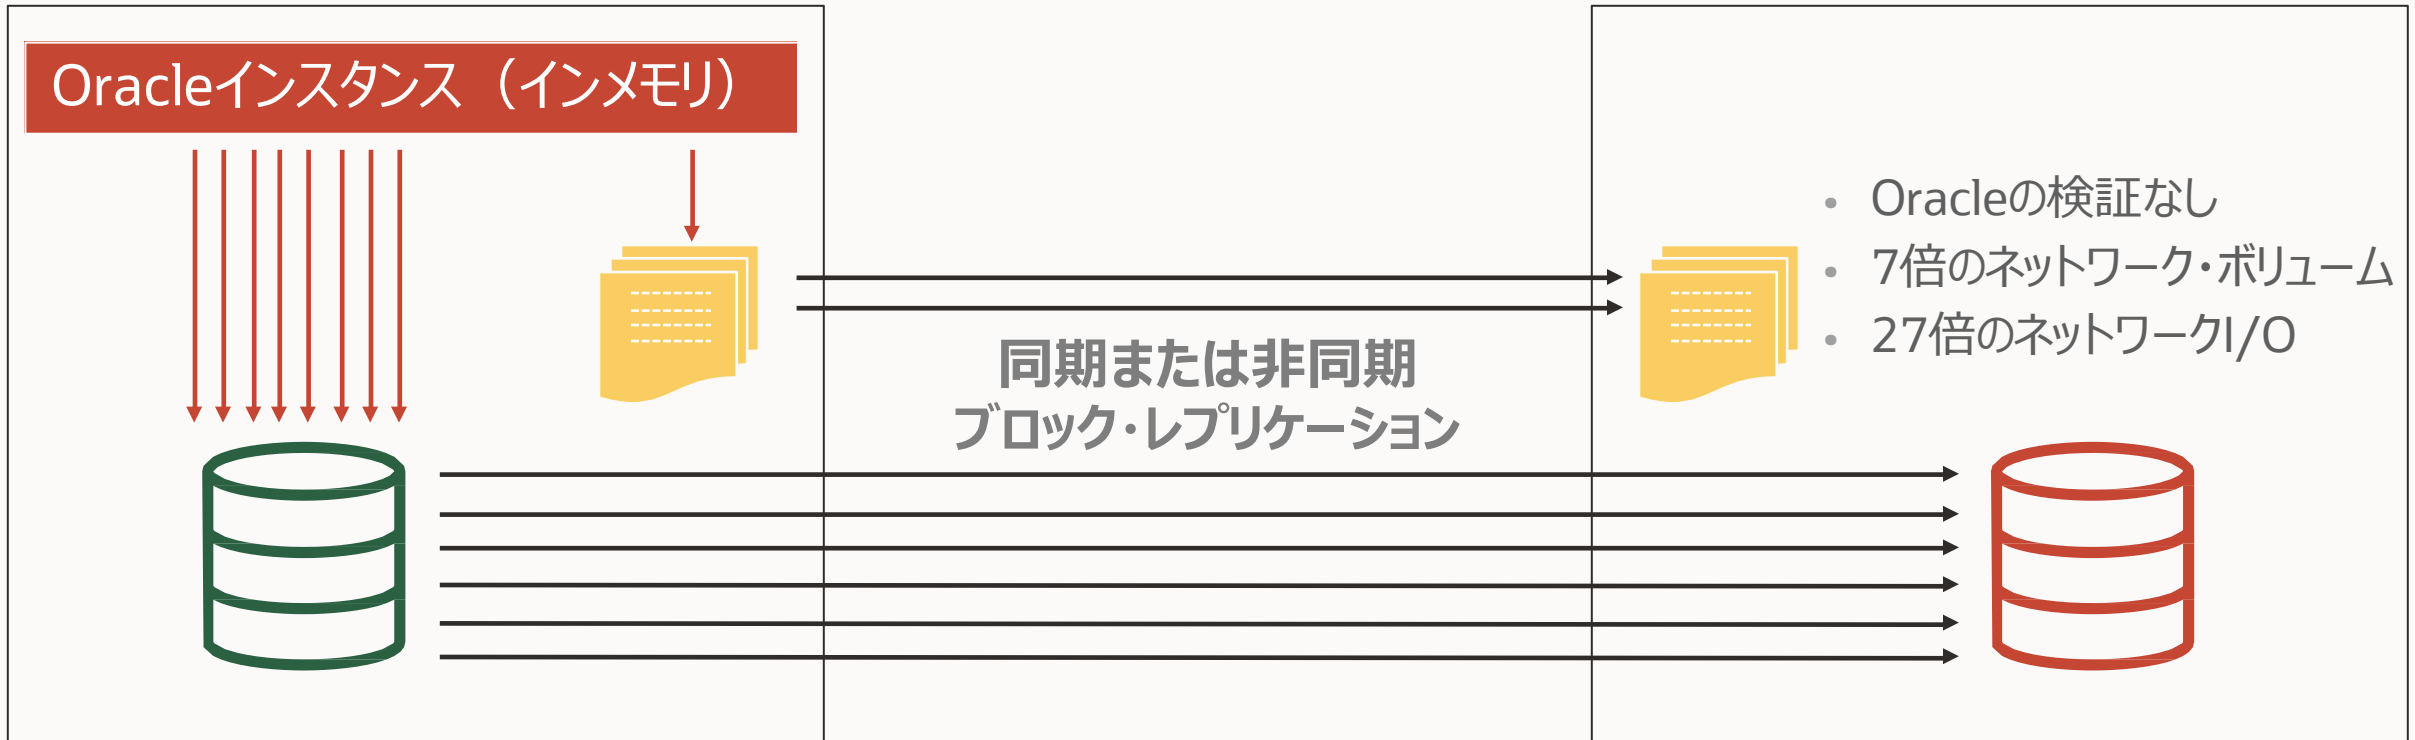 Oracleインスタンス（インメモリ）
・ Oracleの検証なし
・ 7倍のネットワーク・ボリューム
・ 27倍のネットワークI/O
同期または非同期
ブロック・レプリケーション